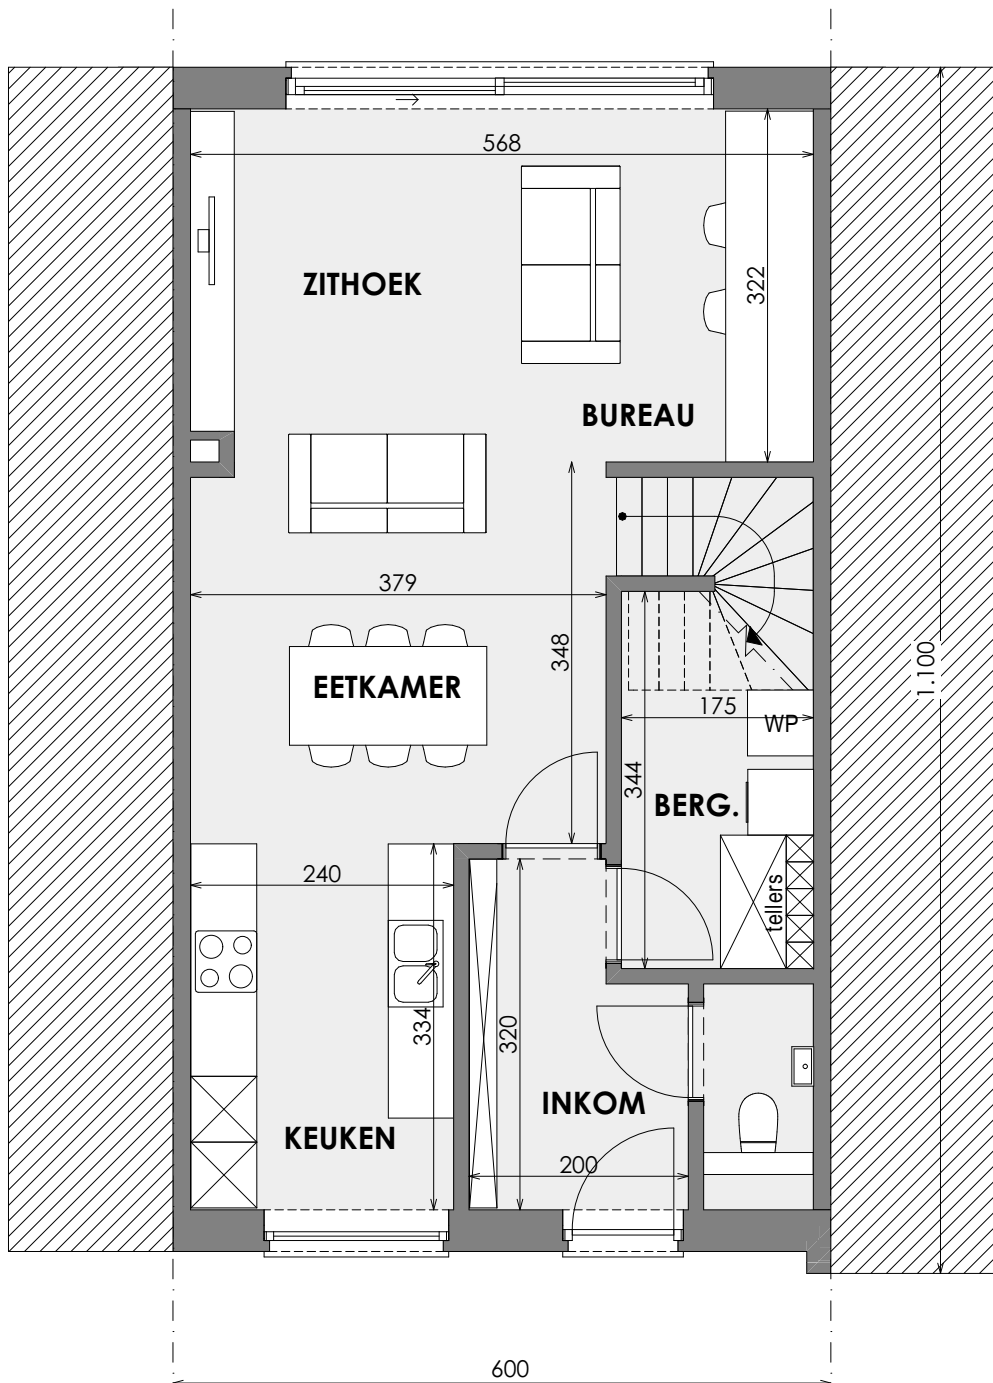 568
ZITHOEK
322
BUREAU
379
348
1.100
EETKAMER
175
WP
344
BERG.
240
tellers
334
320
INKOM
KEUKEN
200
600